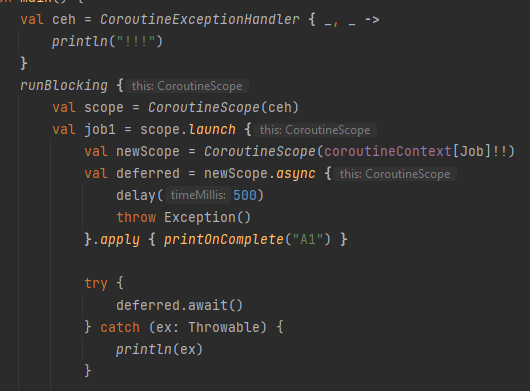 main() {
val ceh = CoroutineExceptionHandler { _, _ ->
println("!!!")
}
runBlocking { this: CoroutineScope
val scope = CoroutineScope(ceh)
val job1 = scope.launch { this: CoroutineScope
val newScope = CoroutineScope(coroutineContext[Job]!!)
val deferred = newScope.async { this: CoroutineScope
delay( timeMillis: 500)
throw Exception()
}.apply { printOnComplete("A1") }
try {
deferred.await()
} catch (ex: Throwable) {
println(ex)
}